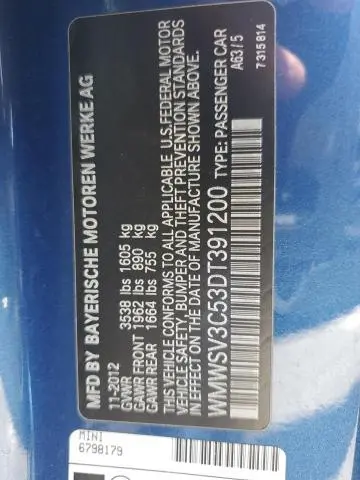 MFD BY BAYERISCHE MOTOREN WERKE AG
11-2012
GAWR 3538 lbs 1605 kg
GAWR FRONT 1962 lbs 890 kg
GAWR REAR 1664 lbs 755 kg
THIS VEHICLE CONFORMS TO ALL APPLICABLE U.S. FEDERAL MOTOR
VEHICLE SAFETY, BUMPER AND THEFT PREVENTION STANDARDS
IN EFFECT ON THE DATE OF MANUFACTURE SHOWN ABOVE.
WMWSV3C53DT391200 TYPE: PASSENGER CAR
A63/5
7315814
MINI
6798179